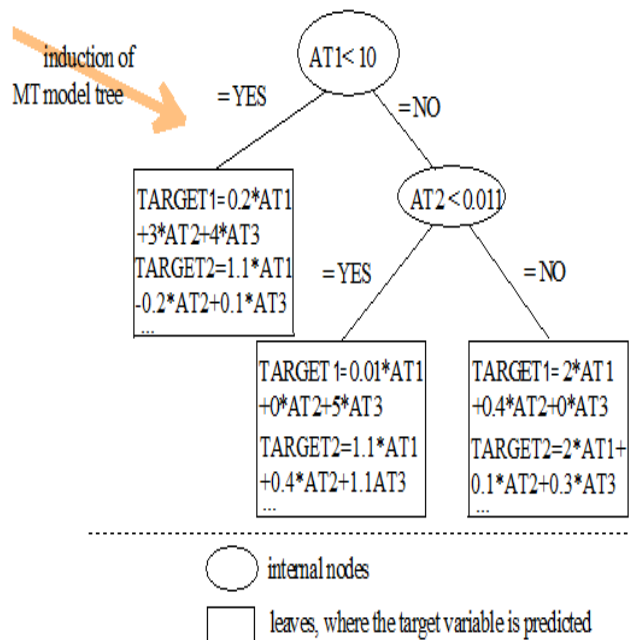 induction of
MT model tree
AT1< 10
=YES
=NO
TARGET1=0.2*AT1
+3*AT2+4*AT3
TARGET2=1.1*AT1
-0.2*AT2+0.1*AT3
...
AT2<0.011
=YES
=NO
TARGET1=0.01*AT1
+0*AT2+5*AT3
TARGET2=1.1*AT1
+0.4*AT2+1.1AT3
...
TARGET1=2*AT1
+0.4*AT2+0*AT3
TARGET2=2*AT1+
0.1*AT2+0.3*AT3
...
internal nodes
leaves, where the target variable is predicted